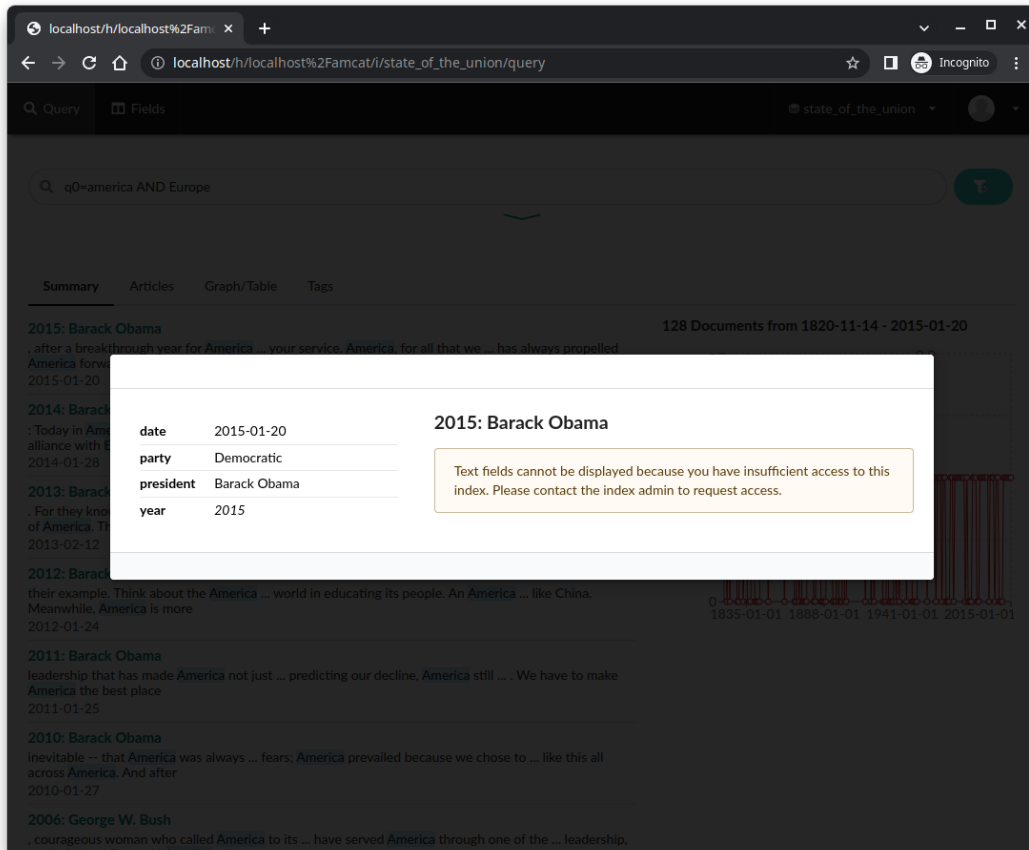 localhost/h/localhost%2Famc
localhost/h/localhost%2Famcat/i/state_of_the_union/query
Incognito
Query
Fields
state_of_the_union
q0=america AND Europe
Summary
Articles
Graph/Table
Tags
2015: Barack Obama
, after a breakthrough year for America ... your service, America, for all that we ... has always propelled
America forwa
2015-01-20
2014: Barack
: Today in Ame
alliance with E
2014-01-28
2013: Barack
. For they know
of America. Th
2013-02-12
2012: Barack
their example. Think about the America ... world in educating its people. An America ... like China.
Meanwhile, America is more
2012-01-24
2011: Barack Obama
leadership that has made America not just ... predicting our decline, America still ... . We have to make
America the best place
2011-01-25
2010: Barack Obama
inevitable -- that America was always ... fears; America prevailed because we chose to ... like this all
across America. And after
2010-01-27
2006: George W. Bush
, courageous woman who called America to its ... have served America through one of the ... leadership,
128 Documents from 1820-11-14 - 2015-01-20
0
1835-01-01 1888-01-01 1941-01-01 2015-01-01
date 2015-01-20
party Democratic
president Barack Obama
year 2015
2015: Barack Obama
Text fields cannot be displayed because you have insufficient access to this
index. Please contact the index admin to request access.